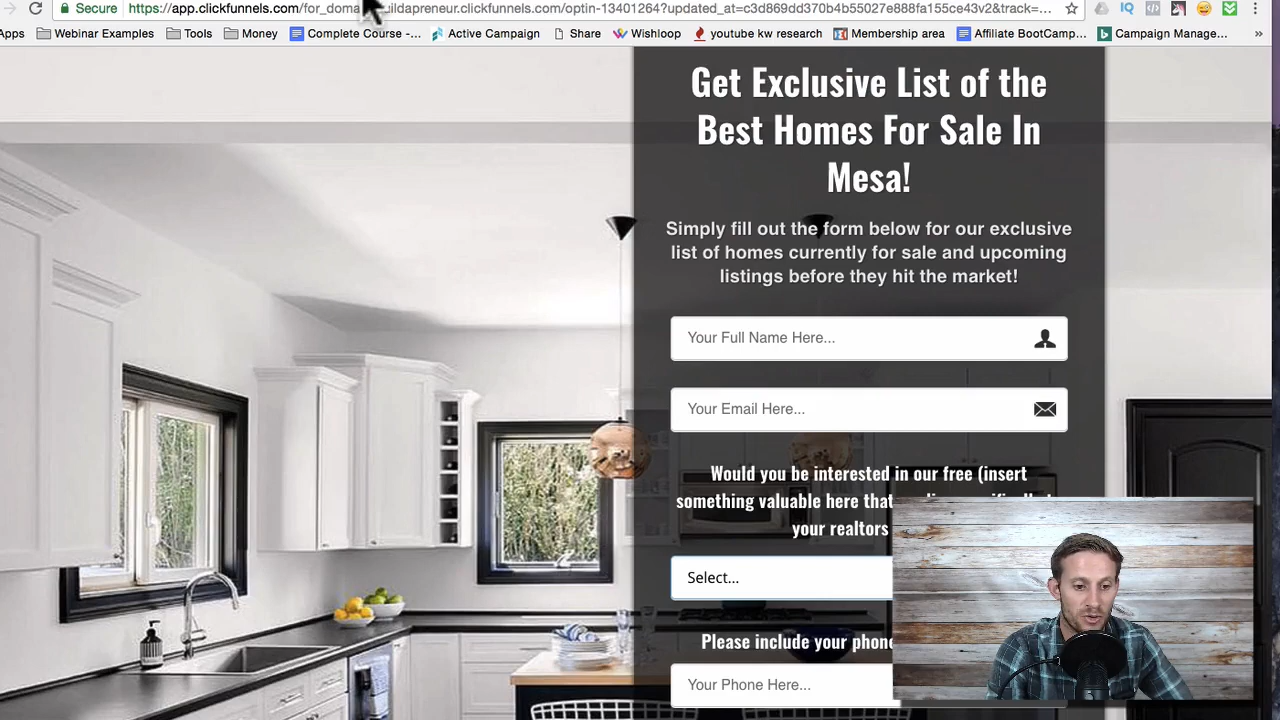 Secure https://app.clickfunnels.com/for_doma uildapreneur.clickfunnels.com/optin-13401264?updated_at=c3d869dd370b4b55027e888fa155ce43v2&track=...
Apps Webinar Examples Tools Money Complete Course -... Active Campaign Share Wishloop youtube kw research Membership area Affiliate BootCamp... Campaign Manage... »
Get Exclusive List of the
Best Homes For Sale In
Mesa!
Simply fill out the form below for our exclusive
list of homes currently for sale and upcoming
listings before they hit the market!
Your Full Name Here...
Your Email Here...
Would you be interested in our free (insert
something valuable here that
your realtors
Select...
Please include your phone
Your Phone Here...